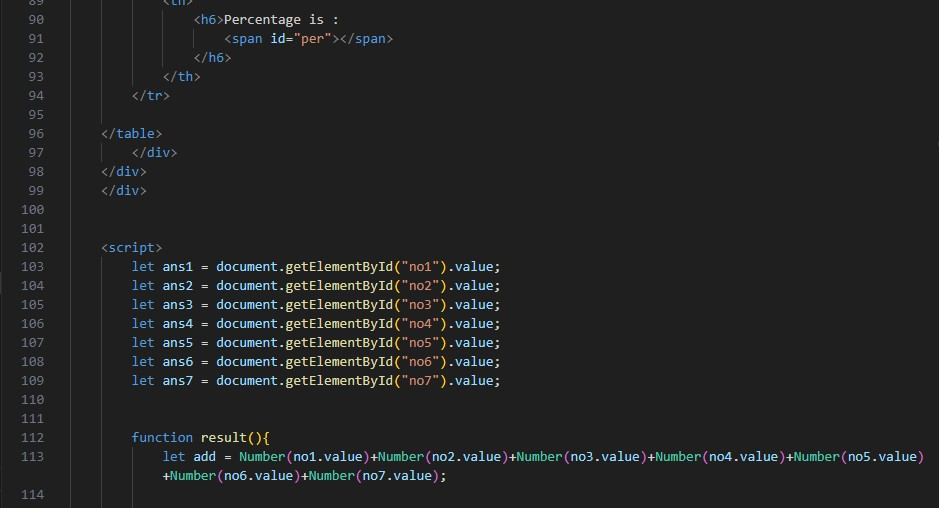 89 <th>
90 <h6>Percentage is :
91 <span id="per"></span>
92 </h6>
93 </th>
94 </tr>
95
96 </table>
97 </div>
98 </div>
99 </div>
100
101
102 <script>
103 let ans1 = document.getElementById("no1").value;
104 let ans2 = document.getElementById("no2").value;
105 let ans3 = document.getElementById("no3").value;
106 let ans4 = document.getElementById("no4").value;
107 let ans5 = document.getElementById("no5").value;
108 let ans6 = document.getElementById("no6").value;
109 let ans7 = document.getElementById("no7").value;
110
111
112 function result(){
113 let add = Number(no1.value)+Number(no2.value)+Number(no3.value)+Number(no4.value)+Number(no5.value)
+Number(no6.value)+Number(no7.value);
114